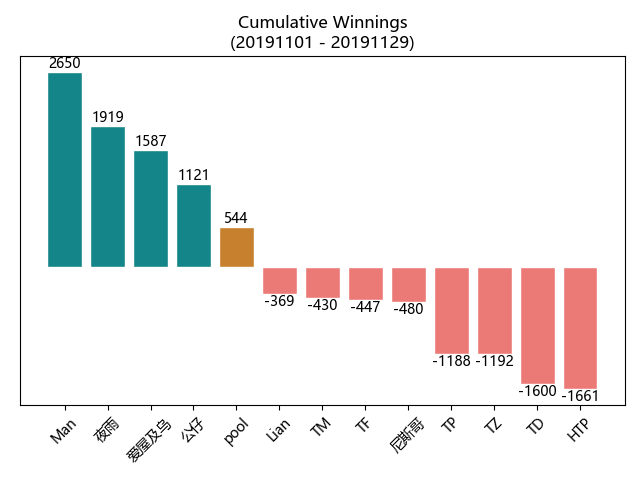 Cumulative Winnings
(20191101 - 20191129)
2650
1919
1587
1121
544
-369
-430
-447
-480
-1188
-1192
-1600
-1661
Man
夜雨
爱屋及乌
公仔
pool
Lian
TM
TF
尼斯哥
TP
TZ
TD
HTP